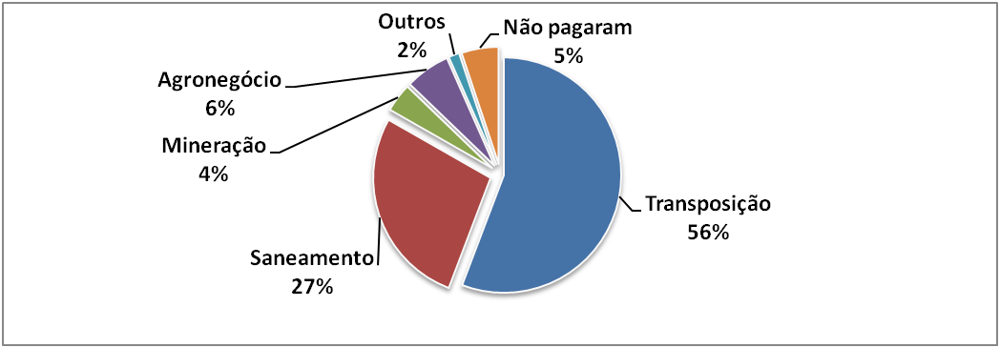 Outros
2%
Não pagaram
5%
Agronegócio
6%
Mineração
4%
Transposição
56%
Saneamento
27%